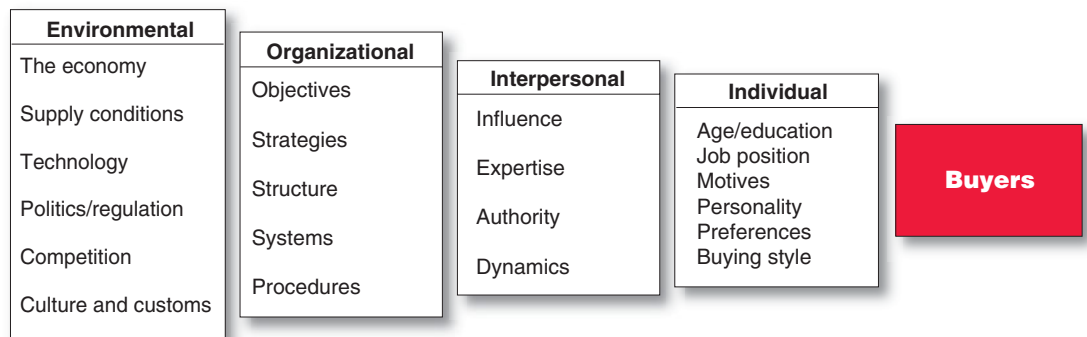 Environmental
The economy
Supply conditions
Technology
Politics/regulation
Competition
Culture and customs
Organizational
Objectives
Strategies
Structure
Systems
Procedures
Interpersonal
Influence
Expertise
Authority
Dynamics
Individual
Age/education
Job position
Motives
Personality
Preferences
Buying style
Buyers